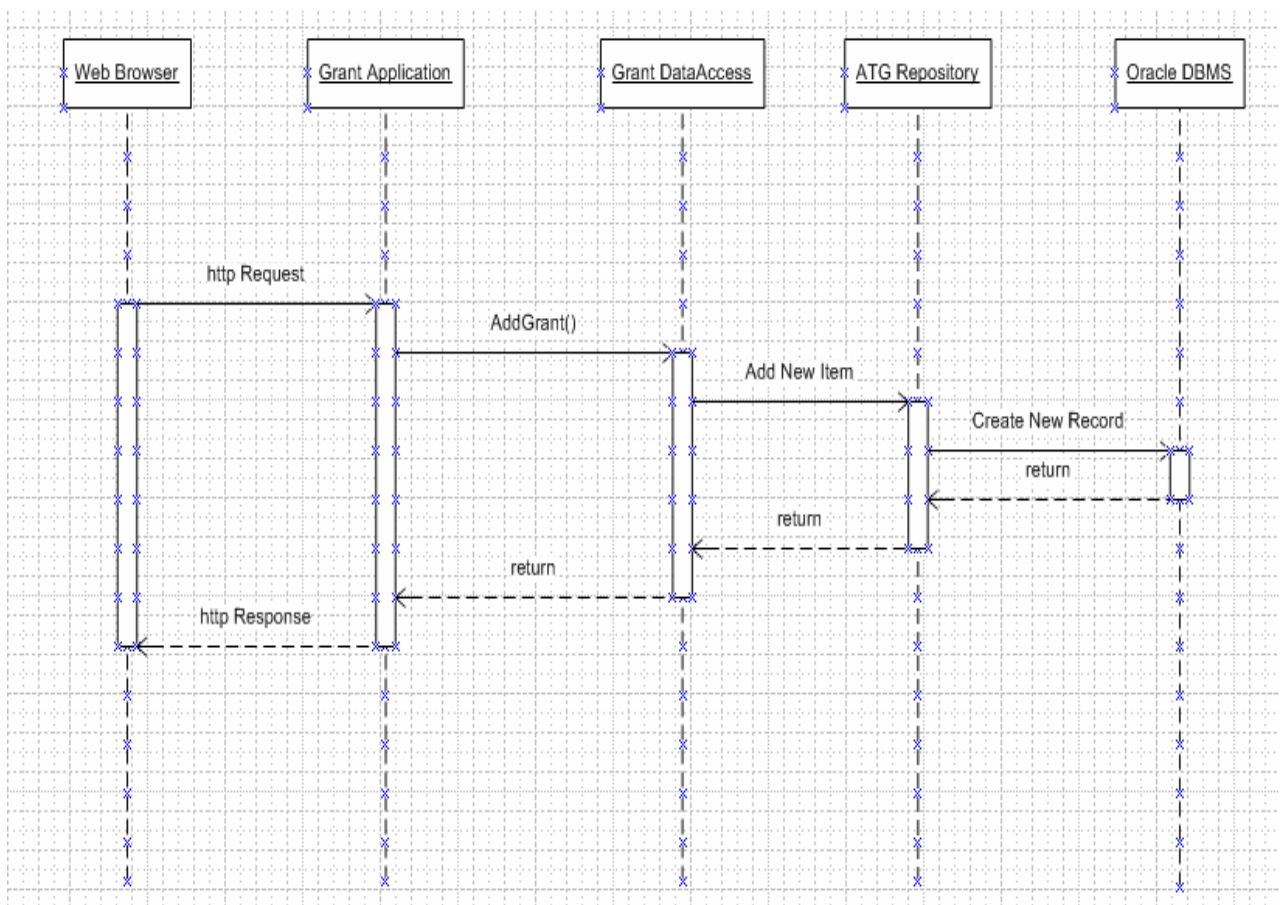 Web Browser
Grant Application
Grant DataAccess
ATG Repository
Oracle DBMS
http Request
AddGrant()
Add New Item
Create New Record
return
return
return
http Response